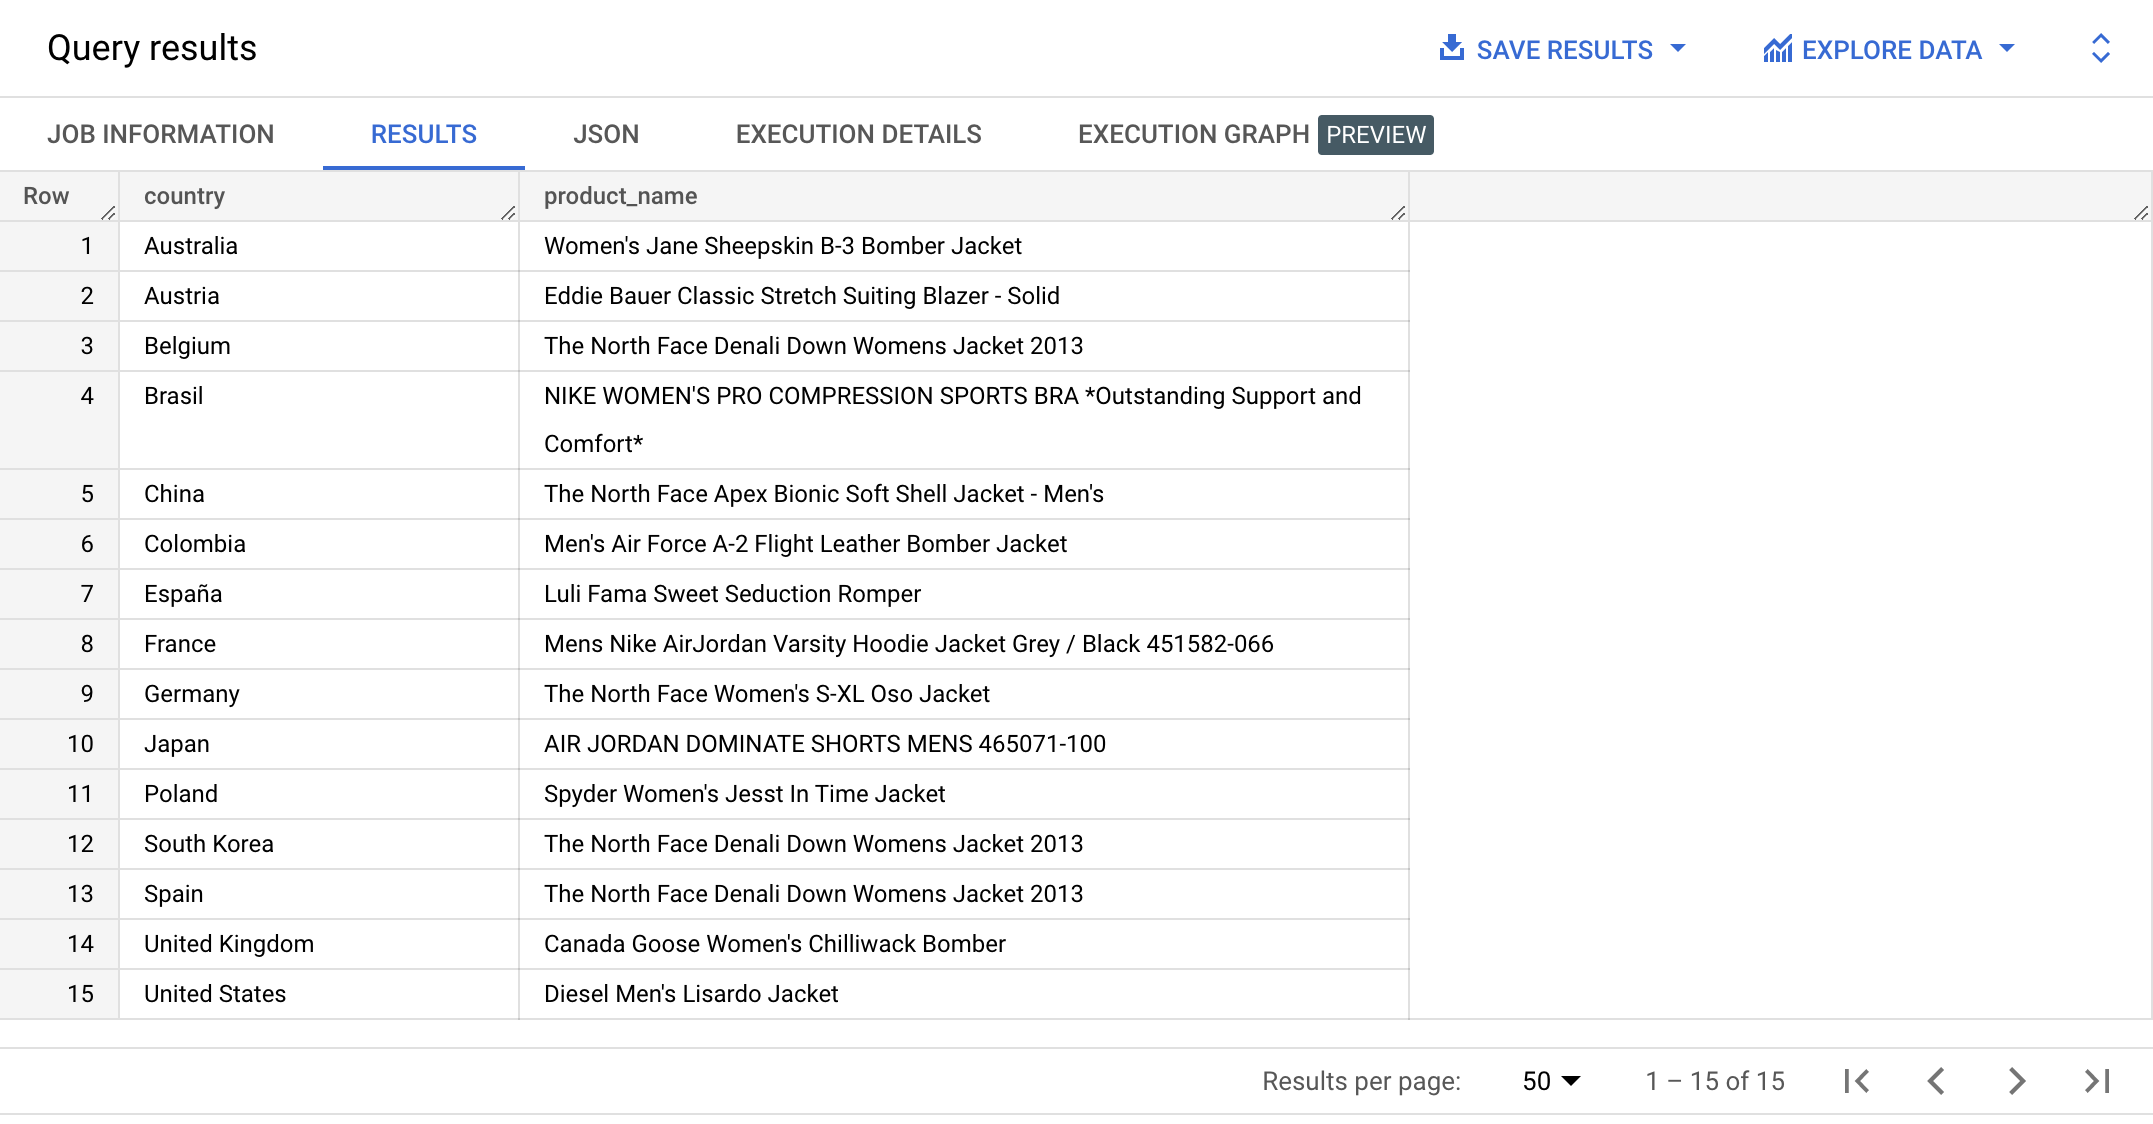 Query results
SAVE RESULTS
EXPLORE DATA
JOB INFORMATION RESULTS JSON EXECUTION DETAILS EXECUTION GRAPH PREVIEW
Row country product_name
1 Australia Women's Jane Sheepskin B-3 Bomber Jacket
2 Austria Eddie Bauer Classic Stretch Suiting Blazer - Solid
3 Belgium The North Face Denali Down Womens Jacket 2013
4 Brasil NIKE WOMEN'S PRO COMPRESSION SPORTS BRA *Outstanding Support and
Comfort*
5 China The North Face Apex Bionic Soft Shell Jacket - Men's
6 Colombia Men's Air Force A-2 Flight Leather Bomber Jacket
7 España Luli Fama Sweet Seduction Romper
8 France Mens Nike AirJordan Varsity Hoodie Jacket Grey / Black 451582-066
9 Germany The North Face Women's S-XL Oso Jacket
10 Japan AIR JORDAN DOMINATE SHORTS MENS 465071-100
11 Poland Spyder Women's Jesst In Time Jacket
12 South Korea The North Face Denali Down Womens Jacket 2013
13 Spain The North Face Denali Down Womens Jacket 2013
14 United Kingdom Canada Goose Women's Chilliwack Bomber
15 United States Diesel Men's Lisardo Jacket
Results per page: 50 1 – 15 of 15